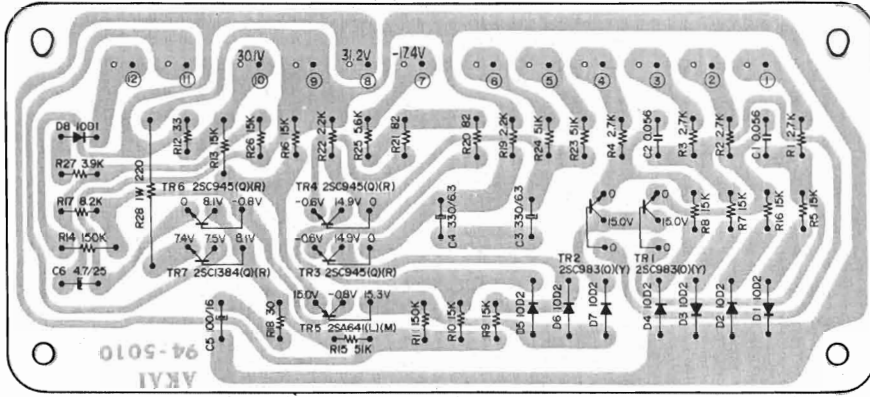 30.1V 31.2V -17.4V
12 11 10 9 8 7 6 5 4 3 2 1
D8 10D1
R12 33
R13 15K
R26 15K
R16 15K
R22 2.2K
R25 5.6K
R21 82
R20 82
R19 2.2K
R24 51K
R23 51K
R4 2.7K
C2 0.056
R3 2.7K
R2 2.7K
C1 0.056
R1 2.7K
R27 3.9K
R28 1W 220
TR6 2SC945(Q)(R)
TR4 2SC945(Q)(R)
R17 8.2K
0 8.1V -0.8V
-0.6V 14.9V 0
C4 330/6.3
C3 330/6.3
0
15.0V
0
0
15.0V
0
R8 15K
R7 15K
R16 15K
R5 15K
R14 150K
7.4V 7.5V 8.1V
-0.6V 14.9V 0
TR7 2SC1384(Q)(R)
TR3 2SC945(Q)(R)
TR2
2SC983(O)(Y)
TR1
2SC983(O)(Y)
C6 4.7/25
15.0V -0.8V 15.3V
C5 100/16
R18 30
TR5 2SA641(L)(M)
R15 51K
R11 150K
R10 15K
R9 15K
D5 10D2
D6 10D2
D7 10D2
D4 10D2
D3 10D2
D2 10D2
D1 10D2
94-5010
AKAI